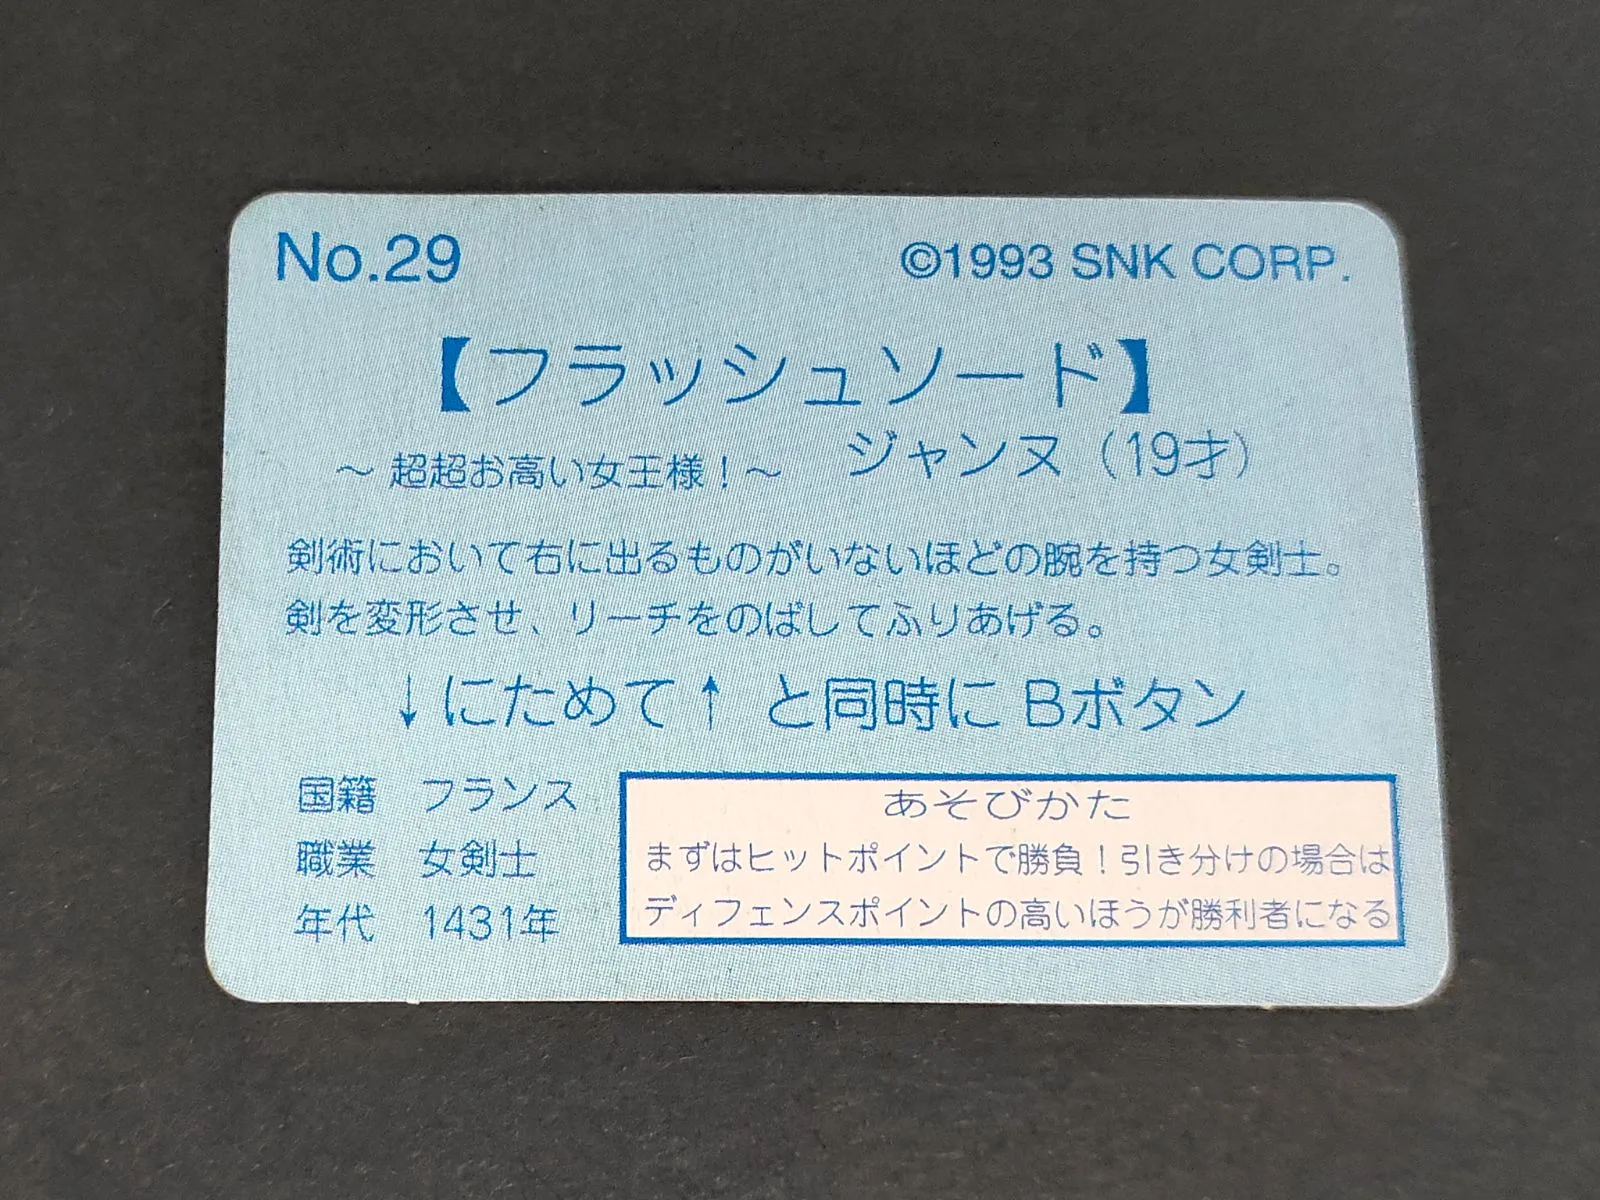 No.29
©1993 SNK CORP.
【フラッシュソード】
～超超お高い女王様！～ ジャンヌ（19才）
剣術において右に出るものがいないほどの腕を持つ女剣士。
剣を変形させ、リーチをのばしてふりあげる。
↓にためて↑ と同時に Bボタン
国籍 フランス
職業 女剣士
年代 1431年
あそびかた
まずはヒットポイントで勝負！引き分けの場合は
ディフェンスポイントの高いほうが勝利者になる